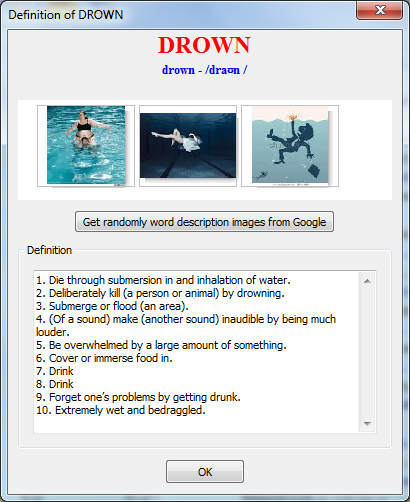 Definition of DROWN
DROWN
drown - /draʊn /
Get randomly word description images from Google
Definition
1. Die through submersion in and inhalation of water.
2. Deliberately kill (a person or animal) by drowning.
3. Submerge or flood (an area).
4. (Of a sound) make (another sound) inaudible by being much
louder.
5. Be overwhelmed by a large amount of something.
6. Cover or immerse food in.
7. Drink
8. Drink
9. Forget one's problems by getting drunk.
10. Extremely wet and bedraggled.
OK